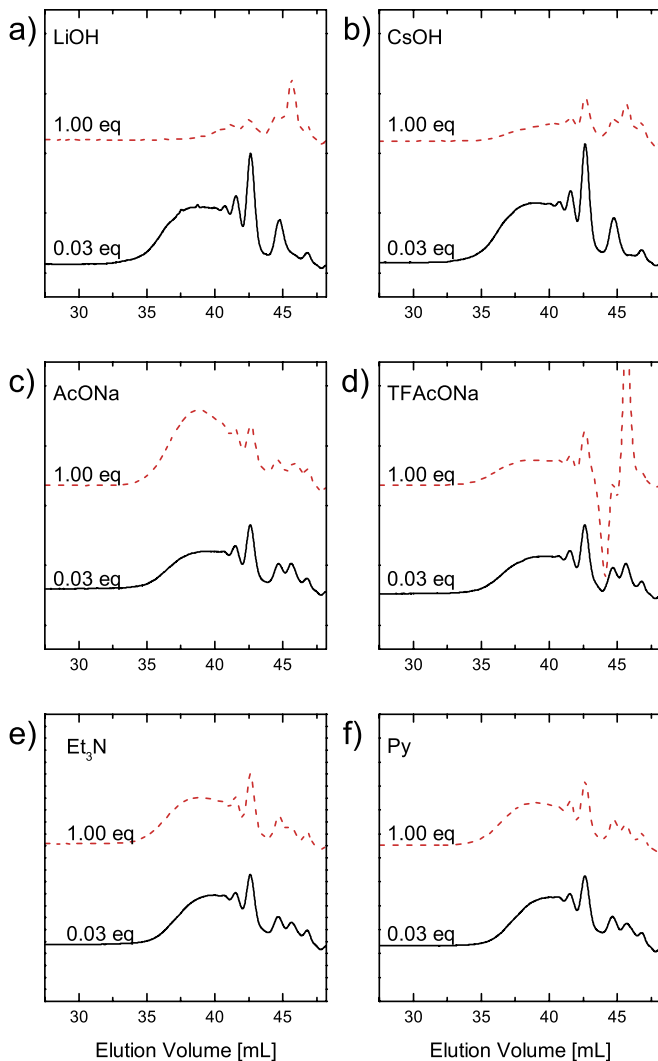 a) LiOH
1.00 eq
0.03 eq
30 35 40 45
b) CsOH
1.00 eq
0.03 eq
30 35 40 45
c) AcONa
1.00 eq
0.03 eq
30 35 40 45
d) TFAcONa
1.00 eq
0.03 eq
30 35 40 45
e) Et₃N
1.00 eq
0.03 eq
30 35 40 45
Elution Volume [mL]
f) Py
1.00 eq
0.03 eq
30 35 40 45
Elution Volume [mL]